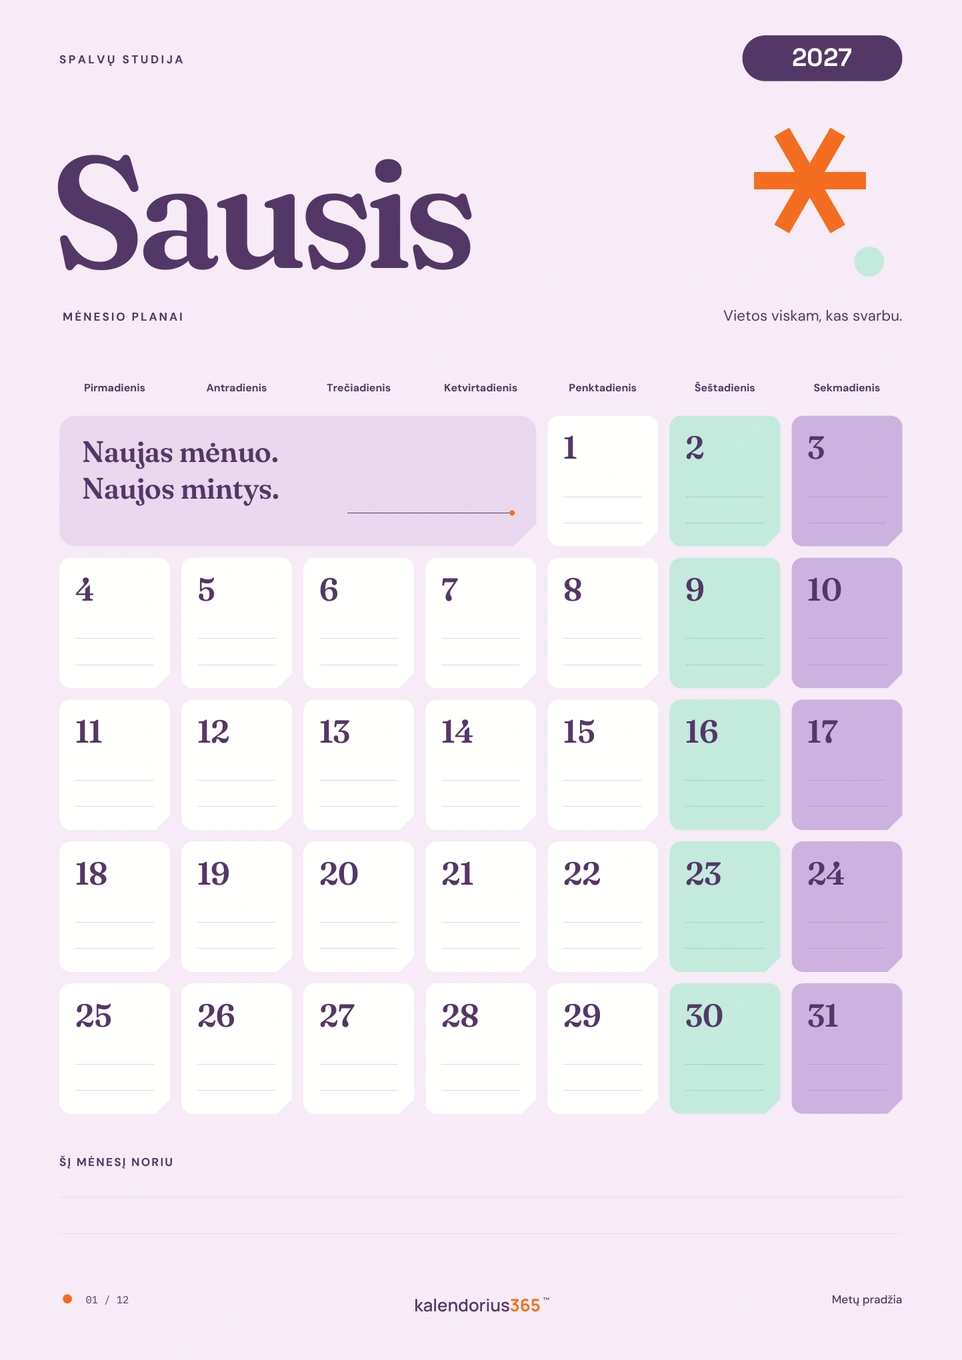 SPALVŲ STUDIJA
2027
Sausis
MĖNESIO PLANAI
Vietos viskam, kas svarbu.
Pirmadienis Antradienis Trečiadienis Ketvirtadienis Penktadienis Šeštadienis Sekmadienis
Naujas mėnuo.
Naujos mintys.
1 2 3
4 5 6 7 8 9 10
11 12 13 14 15 16 17
18 19 20 21 22 23 24
25 26 27 28 29 30 31
ŠĮ MĖNESĮ NORIU
01 / 12
kalendorius365™
Metų pradžia